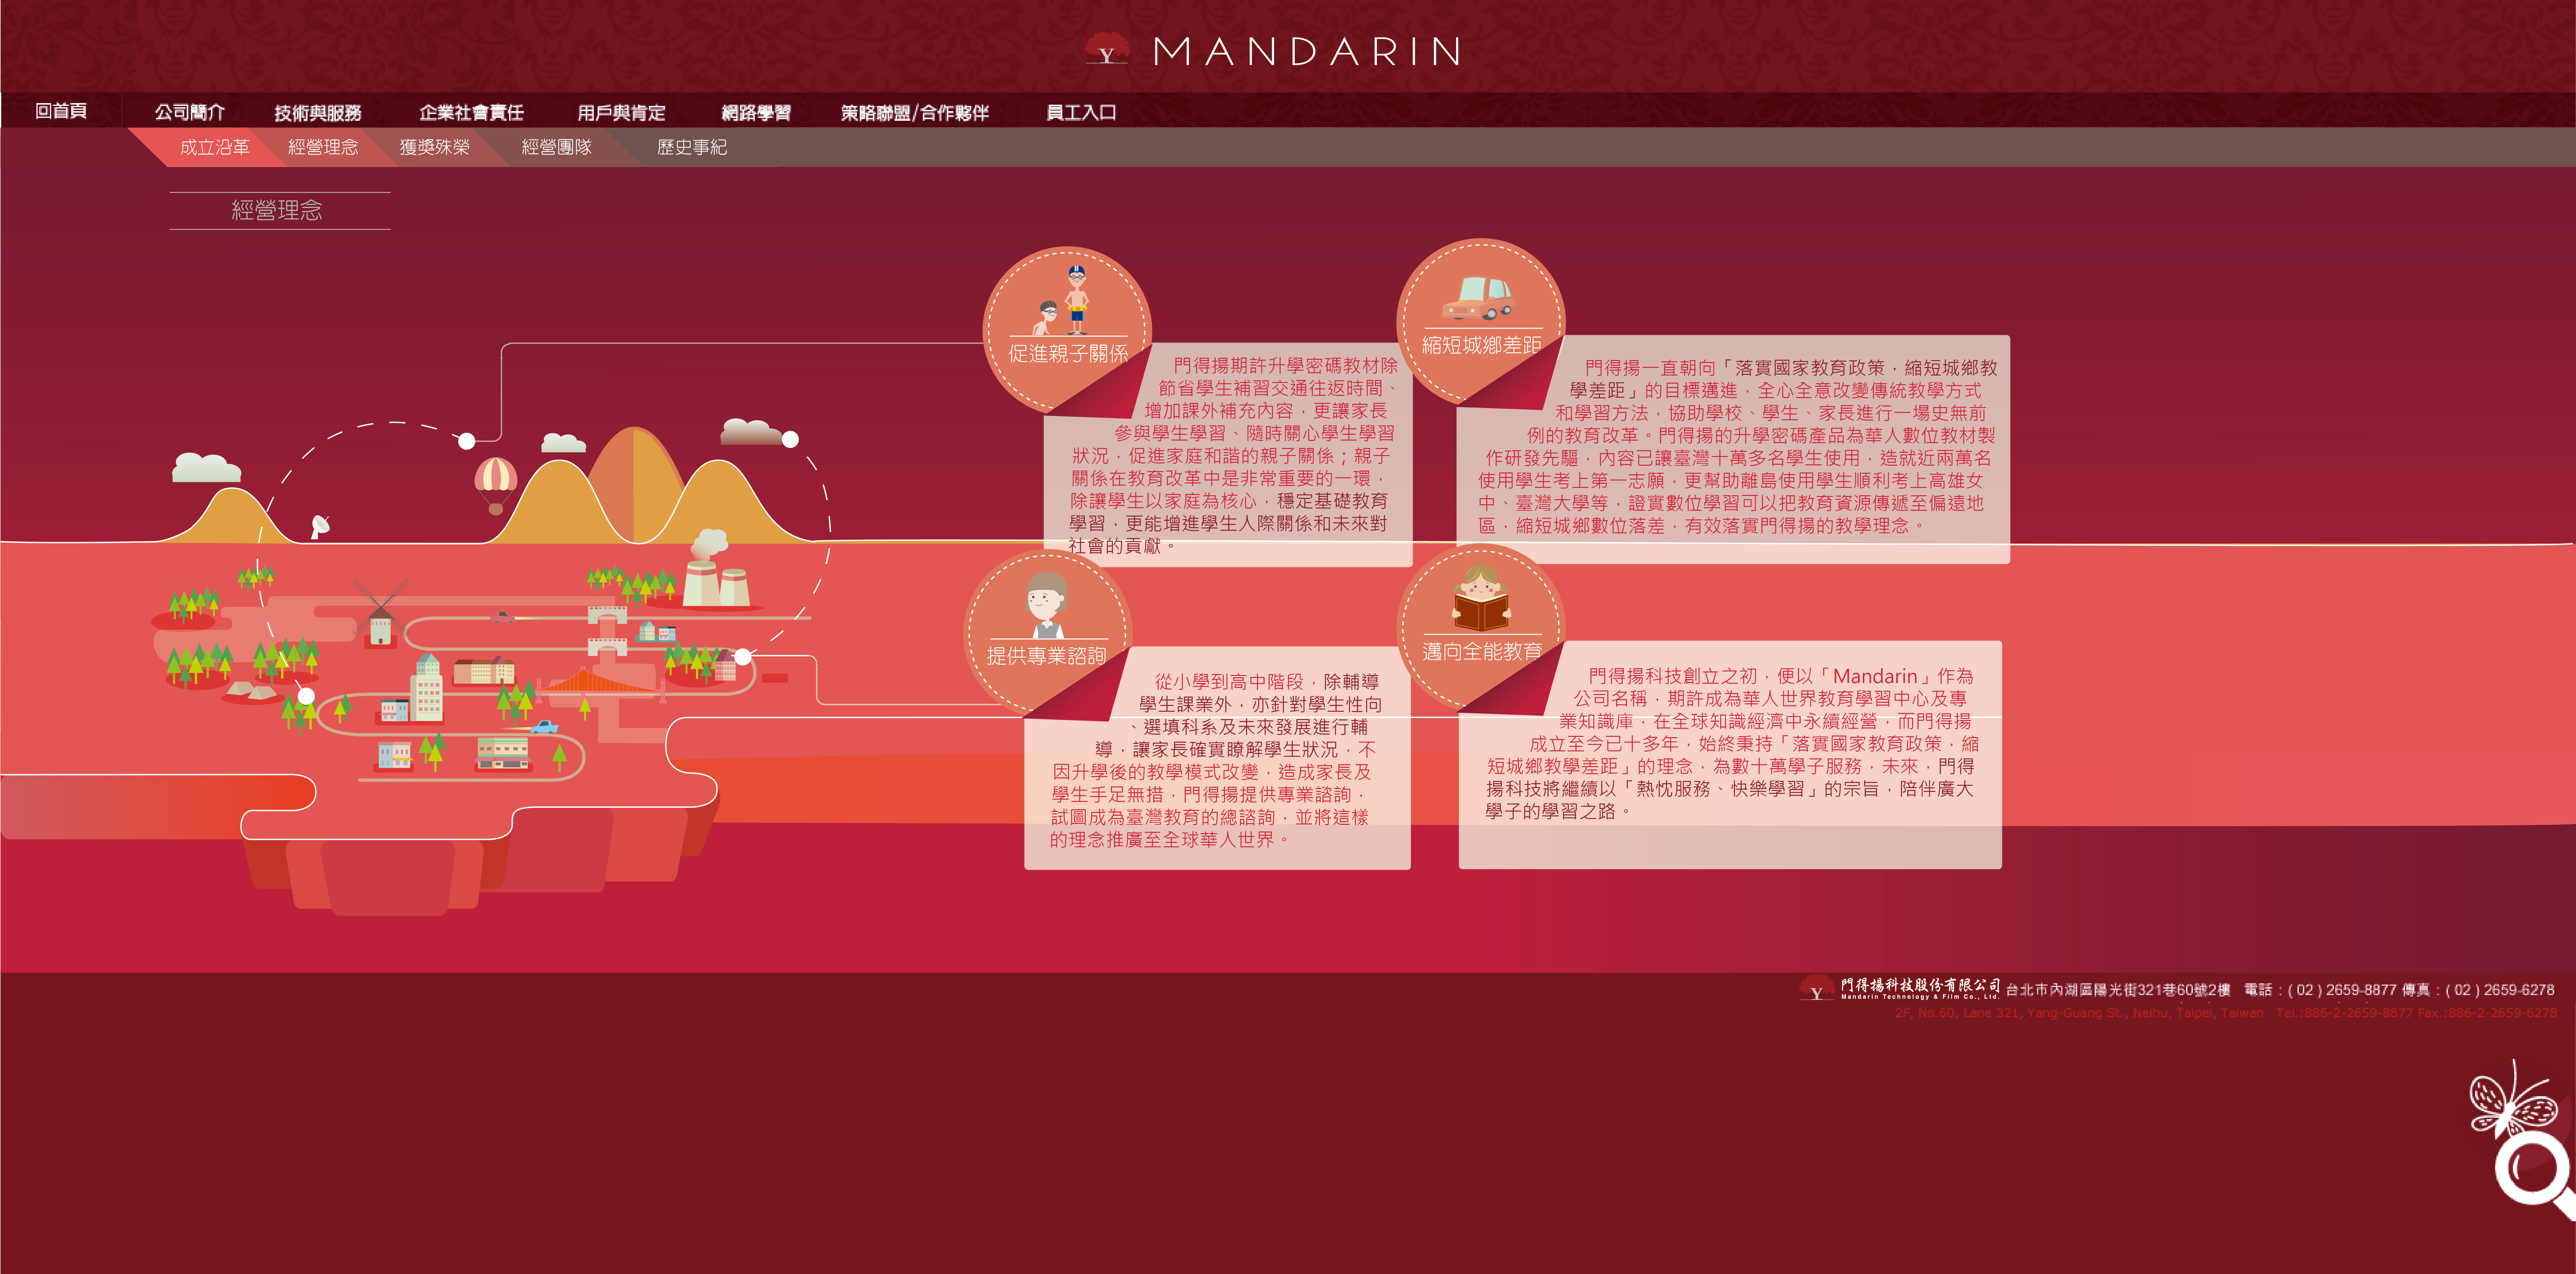 MANDARIN
回首頁 公司簡介 技術與服務 企業社會責任 用戶與肯定 網路學習 策略聯盟/合作夥伴 員工入口
成立沿革 經營理念 獲獎殊榮 經營團隊 歷史事紀
經營理念
促進親子關係
門得揚期許升學密碼教材除
節省學生補習交通往返時間、
增加課外補充內容，更讓家長
參與學生學習、隨時關心學生學習
狀況，促進家庭和諧的親子關係；親子
關係在教育改革中是非常重要的一環，
除讓學生以家庭為核心，穩定基礎教育
學習，更能增進學生人際關係和未來對
社會的貢獻。
縮短城鄉差距
門得揚一直朝向「落實國家教育政策，縮短城鄉教
學差距」的目標邁進，全心全意改變傳統教學方式
和學習方法，協助學校、學生、家長進行一場史無前
例的教育改革。門得揚的升學密碼產品為華人數位教材製
作研發先驅，內容已讓臺灣十萬多名學生使用，造就近兩萬名
使用學生考上第一志願，更幫助離島使用學生順利考上高雄女
中、臺灣大學等，證實數位學習可以把教育資源傳遞至偏遠地
區，縮短城鄉數位落差，有效落實門得揚的教學理念。
提供專業諮詢
從小學到高中階段，除輔導
學生課業外，亦針對學生性向
、選填科系及未來發展進行輔
導，讓家長確實瞭解學生狀況，不
因升學後的教學模式改變，造成家長及
學生手足無措，門得揚提供專業諮詢，
試圖成為臺灣教育的總諮詢，並將這樣
的理念推廣至全球華人世界。
邁向全能教育
門得揚科技創立之初，便以「Mandarin」作為
公司名稱，期許成為華人世界教育學習中心及專
業知識庫，在全球知識經濟中永續經營，而門得揚
成立至今已十多年，始終秉持「落實國家教育政策，縮
短城鄉教學差距」的理念，為數十萬學子服務，未來，門得
揚科技將繼續以「熱忱服務、快樂學習」的宗旨，陪伴廣大
學子的學習之路。
Y 門得揚科技股份有限公司 台北市內湖區陽光街321巷60號2樓 電話：( 02 ) 2659-8877 傳真：( 02 ) 2659-6278
Mandarin Technology & Film Co., Ltd.
2F, No.60, Lane 321, Yang-Guang St., Neihu, Taipei, Taiwan Tel.:886-2-2659-8877 Fax.:886-2-2659-6278